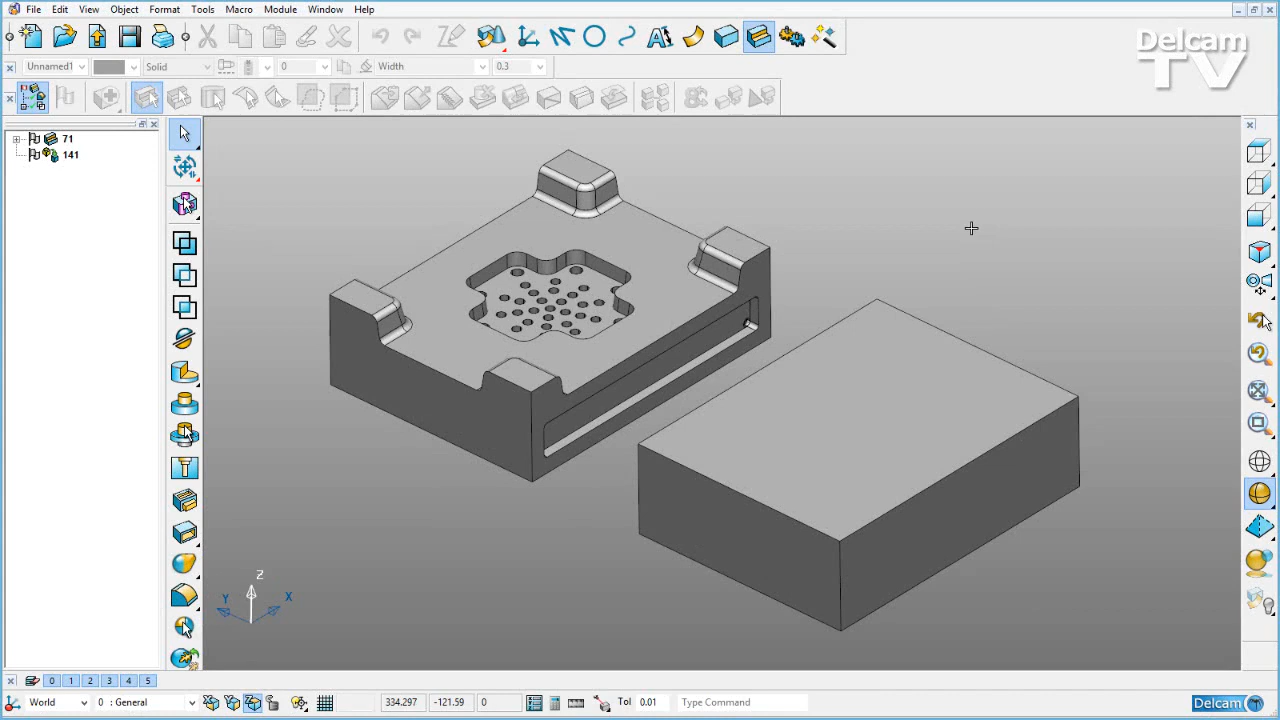 File Edit View Object Format Tools Macro Module Window Help
Delcam
TV
Unnamed1 Solid 0 Width 0.3
71
141
Z
Y X
0 1 2 3 4 5
World 0 : General 334.297 -121.59 0 Tol 0.01 Type Command Delcam